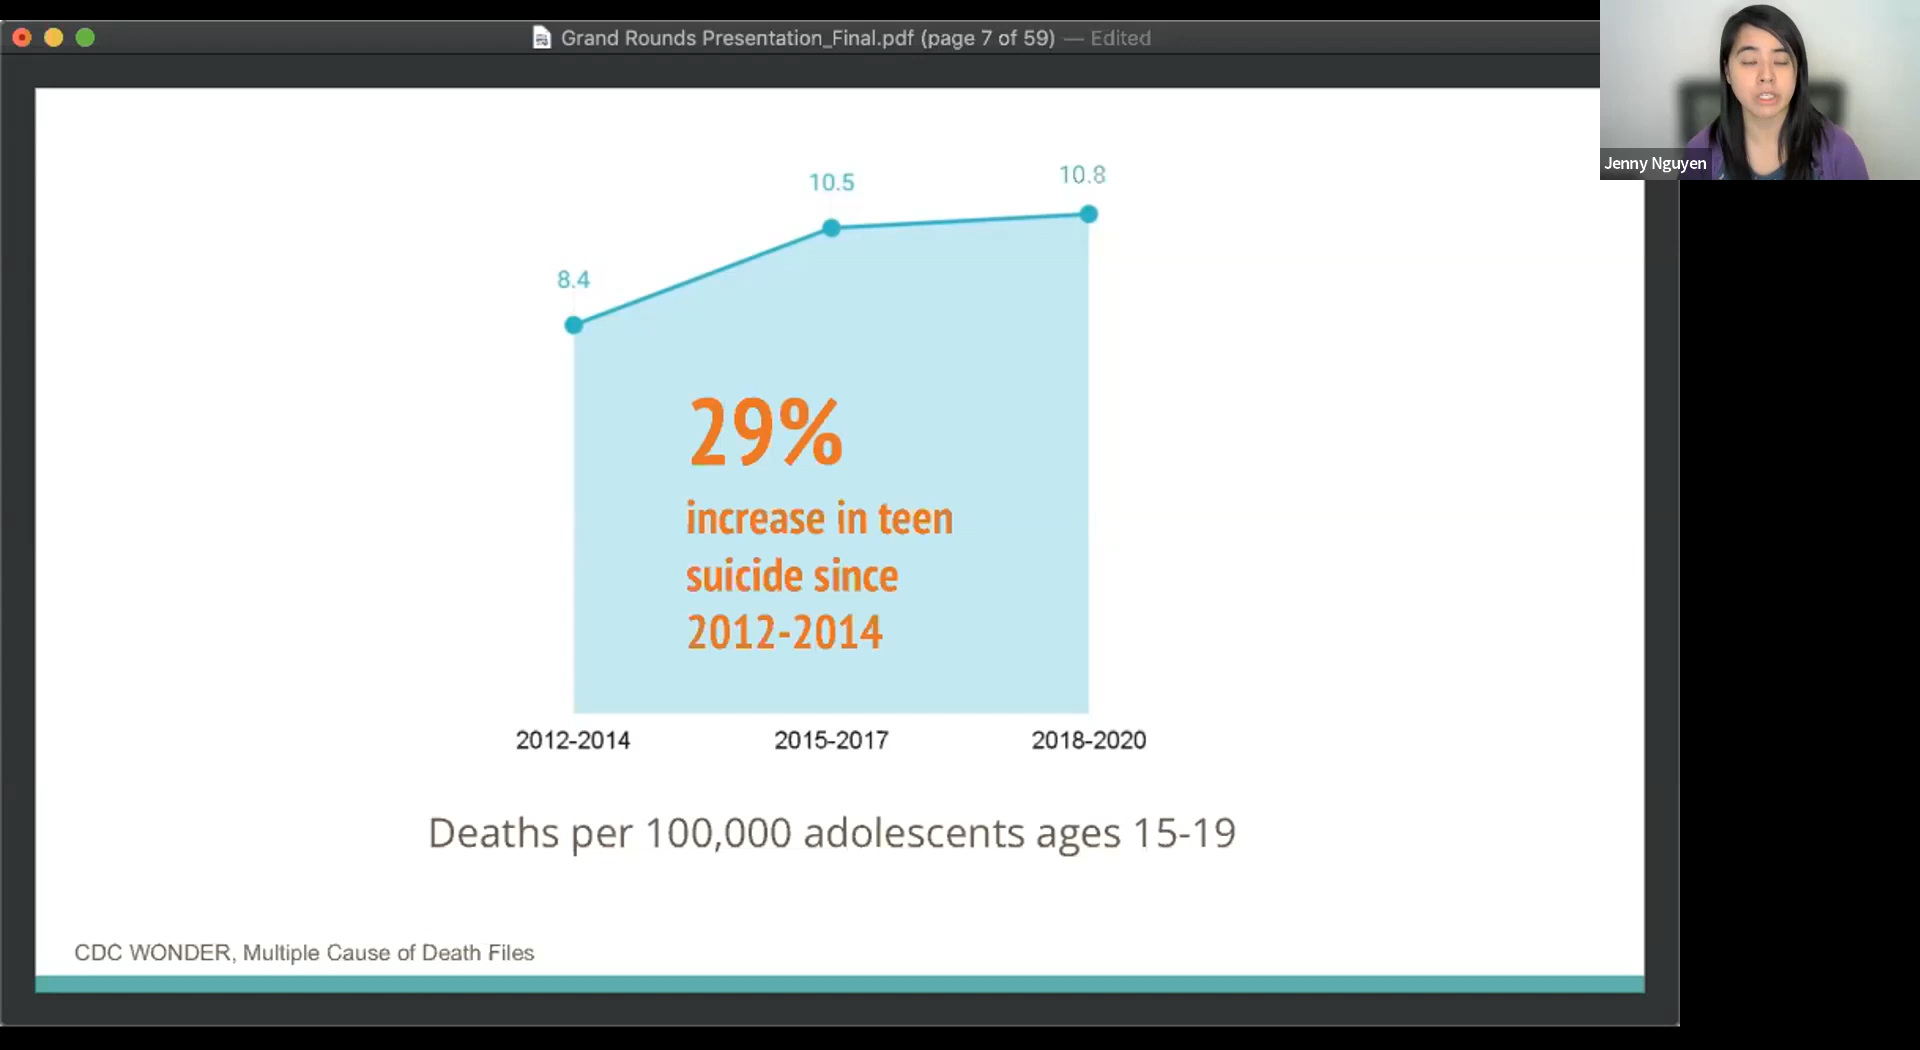 Grand Rounds Presentation_Final.pdf (page 7 of 59) — Edited
Jenny Nguyen
8.4
10.5
10.8
29%
increase in teen
suicide since
2012-2014
2012-2014
2015-2017
2018-2020
Deaths per 100,000 adolescents ages 15-19
CDC WONDER, Multiple Cause of Death Files